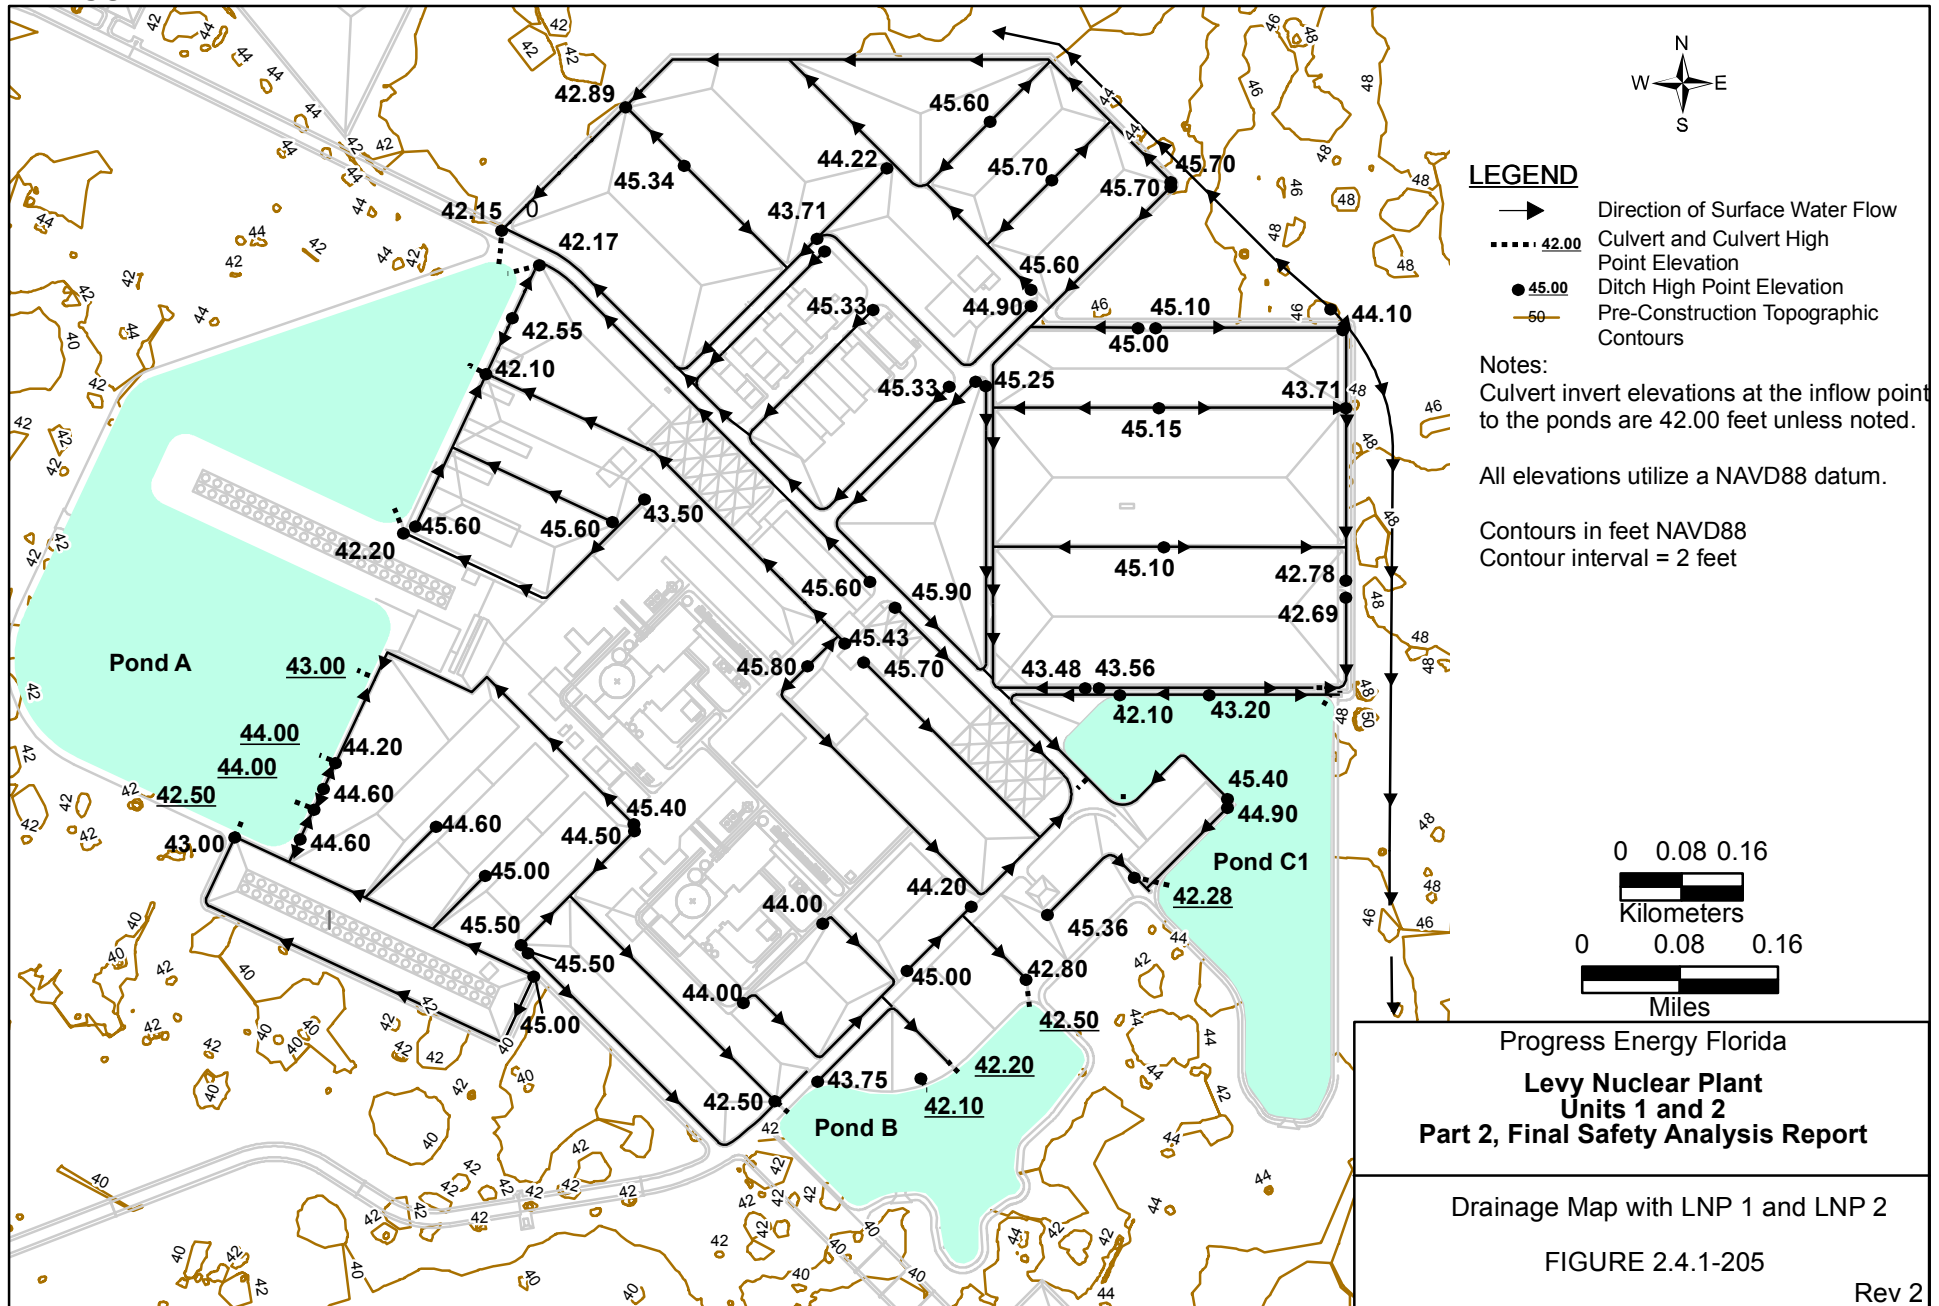 N
W E
S
LEGEND
Direction of Surface Water Flow
42.00 Culvert and Culvert High
Point Elevation
45.00 Ditch High Point Elevation
50 Pre-Construction Topographic
Contours
Notes:
Culvert invert elevations at the inflow point
to the ponds are 42.00 feet unless noted.
All elevations utilize a NAVD88 datum.
Contours in feet NAVD88
Contour interval = 2 feet
42.89
45.60
45.34
44.22
45.70
45.70
45.70
42.15
0
43.71
42.17
45.60
45.33
44.90
45.10
44.10
45.00
42.55
42.10
45.33
45.25
43.71
45.15
43.50
45.60
45.60
42.20
45.10
42.78
45.60
45.90
42.69
45.43
45.80
45.70
Pond A
43.00
43.48
43.56
42.10
43.20
44.00
44.20
44.00
42.50
44.60
45.40
44.90
45.40
44.50
44.60
43.00
44.60
Pond C1
45.00
44.20
42.28
44.00
45.36
45.50
45.50
45.00
42.80
44.00
45.00
42.50
42.20
43.75
42.50
42.10
Pond B
0 0.08 0.16
Kilometers
0 0.08 0.16
Miles
Progress Energy Florida
Levy Nuclear Plant
Units 1 and 2
Part 2, Final Safety Analysis Report
Drainage Map with LNP 1 and LNP 2
FIGURE 2.4.1-205
Rev 2